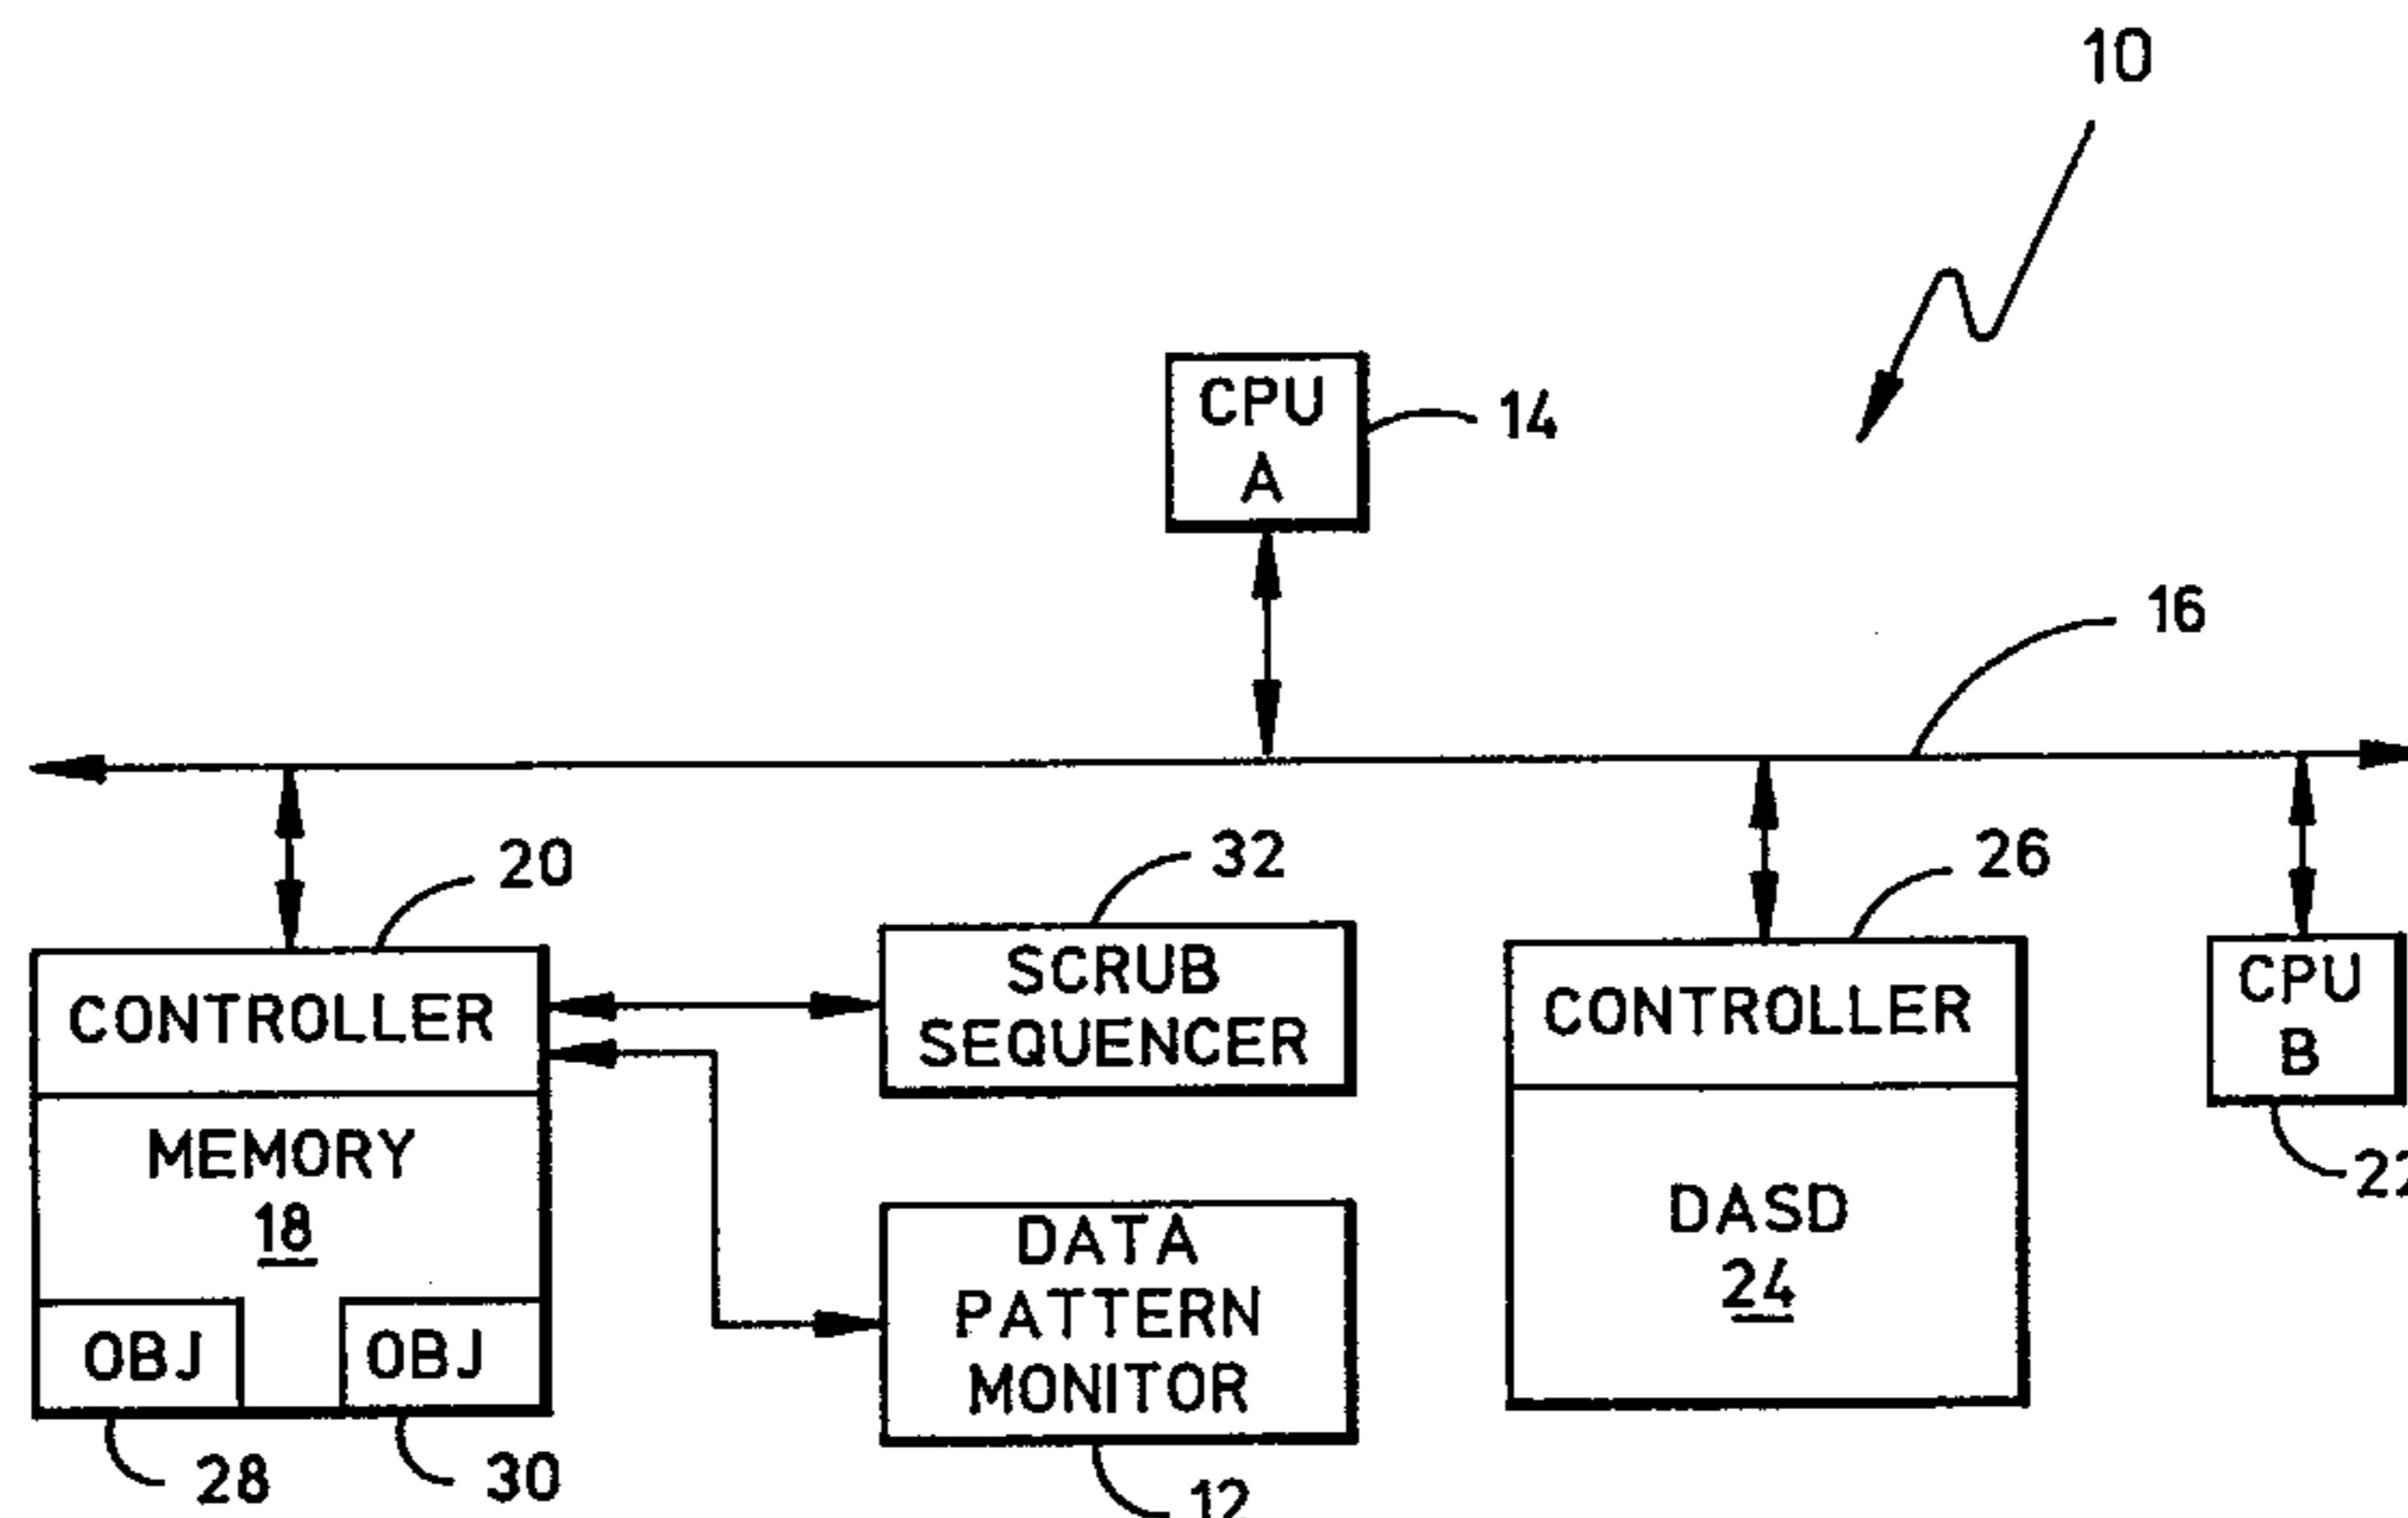 10
CPU
A
14
16
20
32
26
CONTROLLER
SCRUB
SEQUENCER
CONTROLLER
CPU
B
22
MEMORY
18
DATA
PATTERN
MONITOR
DASD
24
OBJ
OBJ
28
30
12